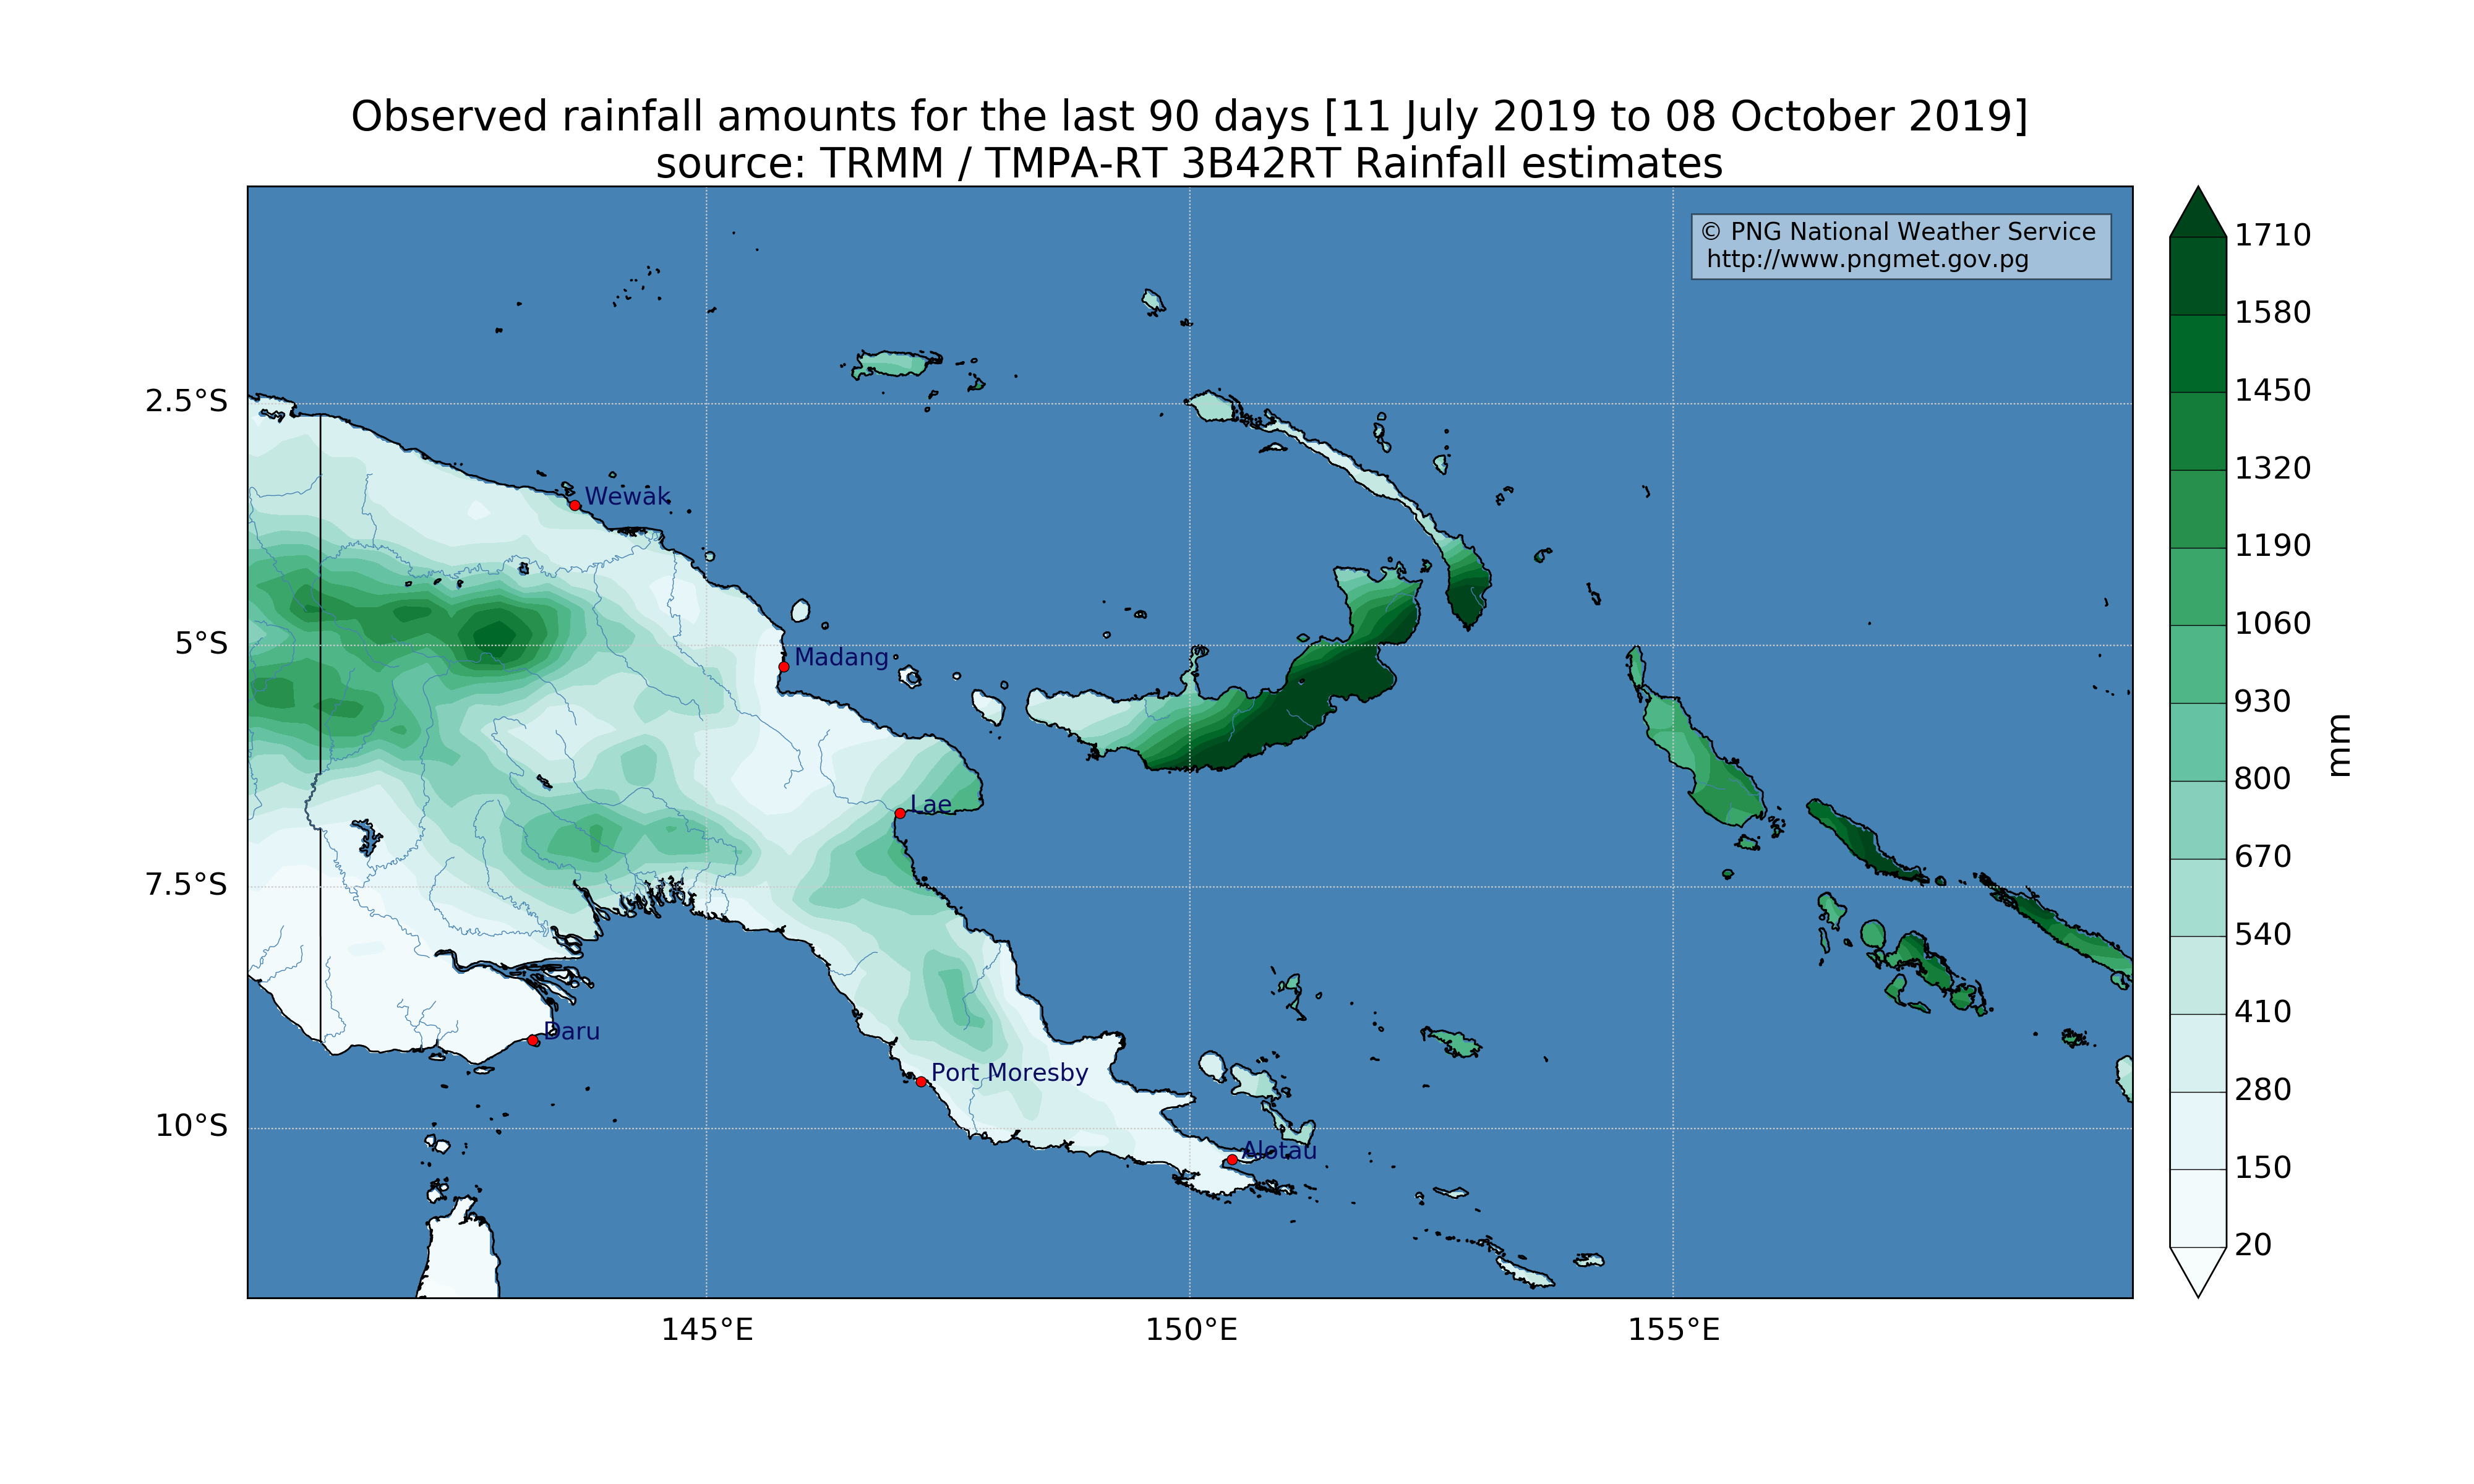 Observed rainfall amounts for the last 90 days [11 July 2019 to 08 October 2019]
source: TRMM / TMPA-RT 3B42RT Rainfall estimates
© PNG National Weather Service
http://www.pngmet.gov.pg
2.5°S
5°S
7.5°S
10°S
Wewak
Madang
Lae
Daru
Port Moresby
Alotau
145°E
150°E
155°E
1710
1580
1450
1320
1190
1060
930
800
670
540
410
280
150
20
mm